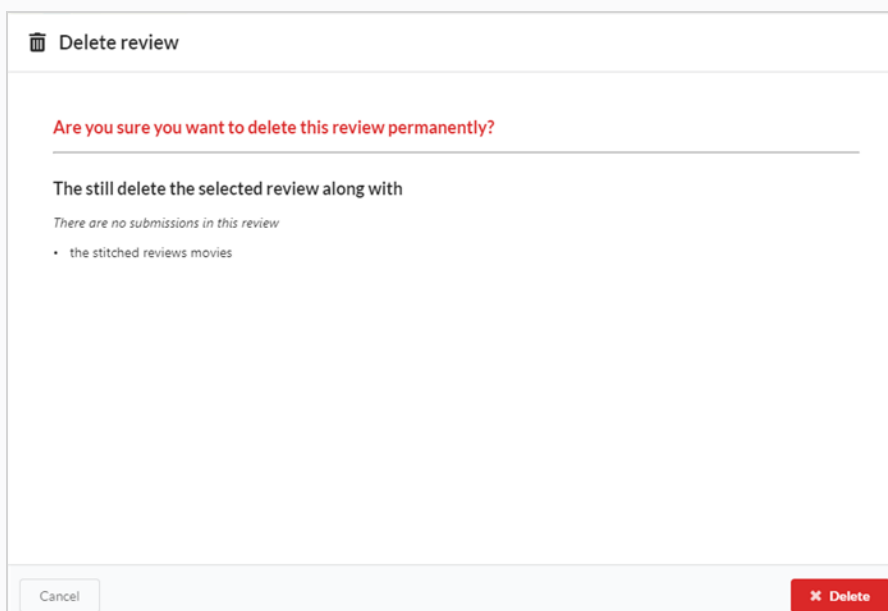 Delete review
Are you sure you want to delete this review permanently?
The still delete the selected review along with
There are no submissions in this review
• the stitched reviews movies
Cancel
✖ Delete